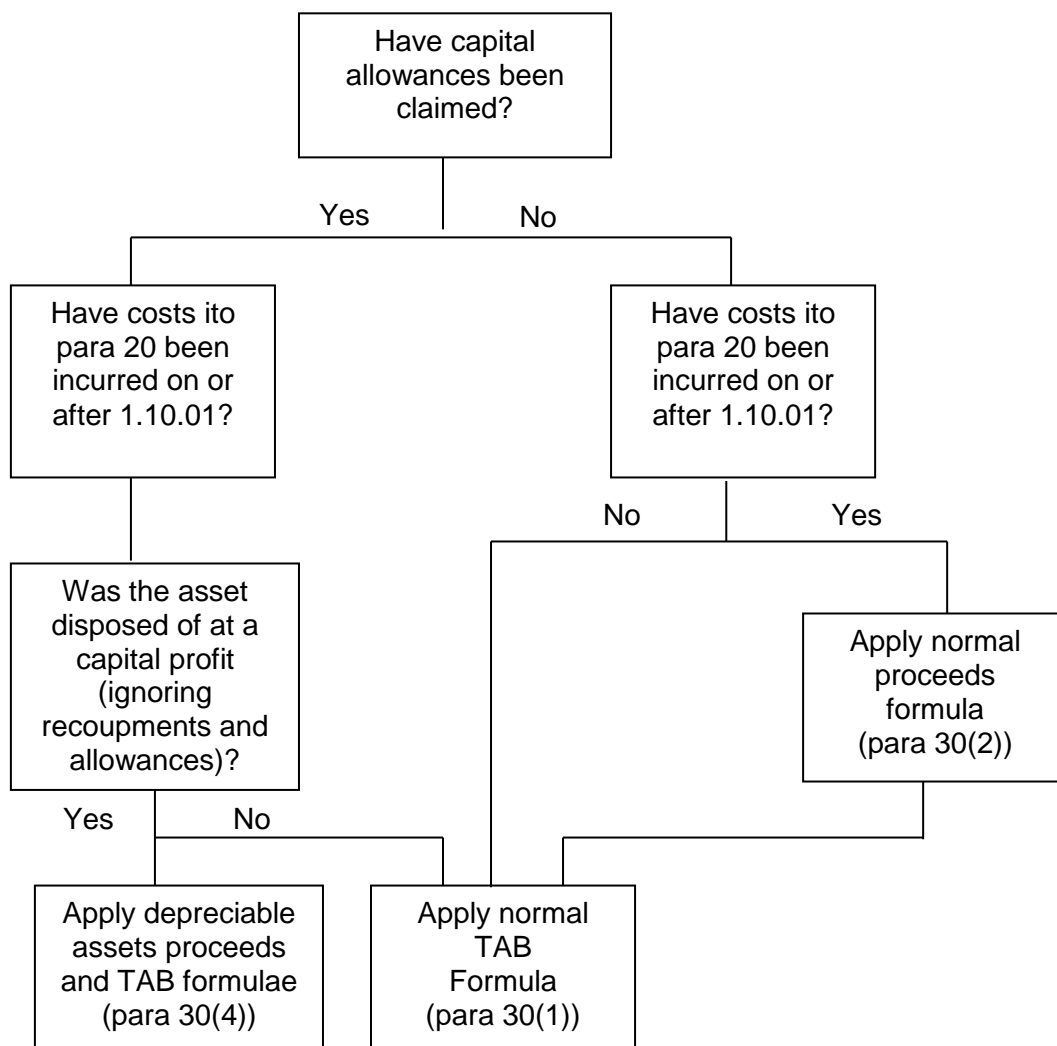 Have capital
allowances been
claimed?
Yes
No
Have costs ito
para 20 been
incurred on or
after 1.10.01?
Have costs ito
para 20 been
incurred on or
after 1.10.01?
No
Yes
Was the asset
disposed of at a
capital profit
(ignoring
recoupments and
allowances)?
Apply normal
proceeds
formula
(para 30(2))
Yes
No
Apply depreciable
assets proceeds
and TAB formulae
(para 30(4))
Apply normal
TAB
Formula
(para 30(1))